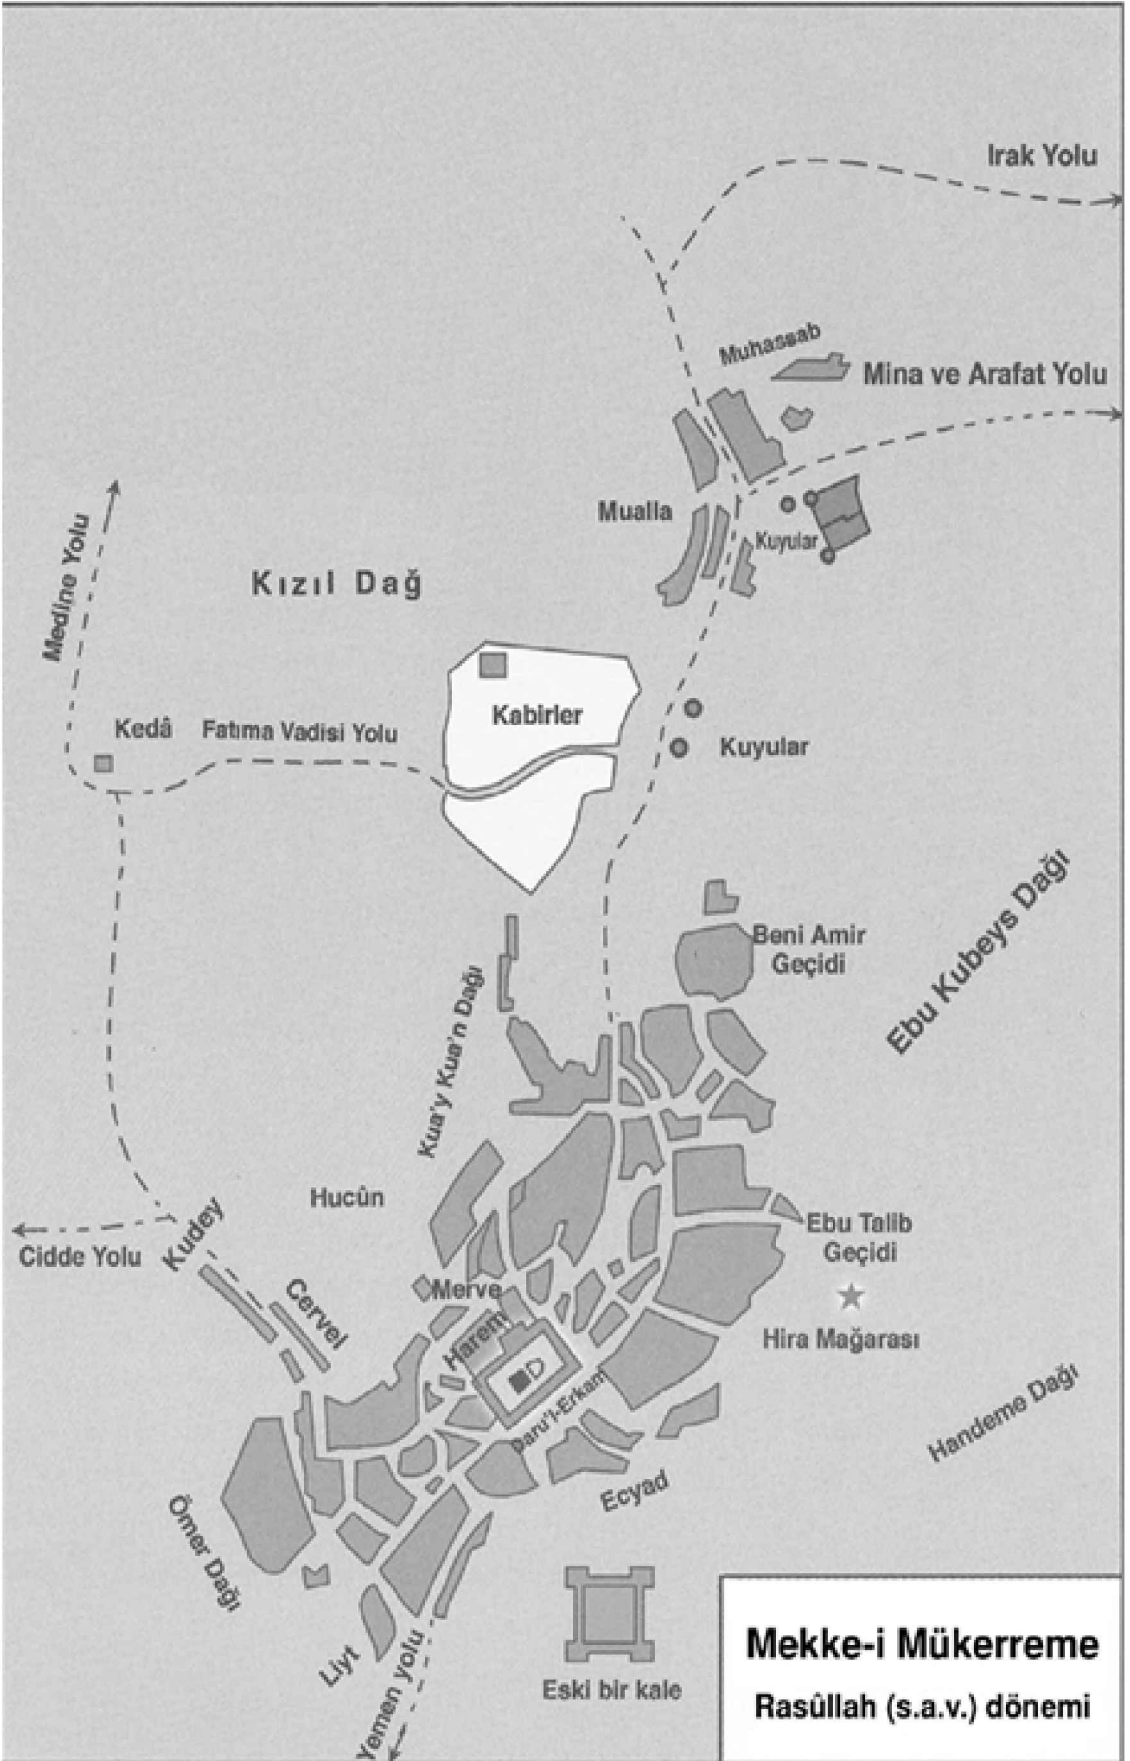 Irak Yolu
Muhassab
Mina ve Arafat Yolu
Mualla
Kuyular
Medine Yolu
Kızıl Dağ
Kabirler
Kedâ
Fatıma Vadisi Yolu
Kuyular
Beni Amir
Geçidi
Ebu Kubeys Dağı
Kua'y Kua'n Dağı
Hucûn
Ebu Talib
Geçidi
Cidde Yolu
Kudey
Cervel
Merve
Harem
Hira Mağarası
Daru'l-Erkam
Handeme Dağı
Ecyad
Ömer Dağı
Liyt
Yemen yolu
Eski bir kale
Mekke-i Mükerreme
Rasûllah (s.a.v.) dönemi